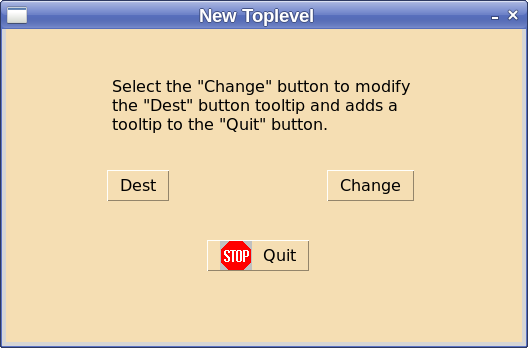 New Toplevel
Select the "Change" button to modify
the "Dest" button tooltip and adds a
tooltip to the "Quit" button.
Dest
Change
STOP Quit